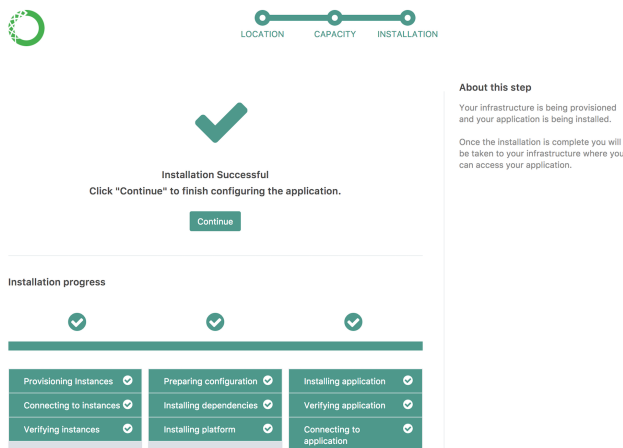 LOCATION
CAPACITY
INSTALLATION
Installation Successful
Click "Continue" to finish configuring the application.
Continue
Installation progress
Provisioning Instances
Connecting to instances
Verifying instances
Preparing configuration
Installing dependencies
Installing platform
Installing application
Verifying application
Connecting to
application
About this step
Your infrastructure is being provisioned
and your application is being installed.
Once the installation is complete you will
be taken to your infrastructure where you
can access your application.